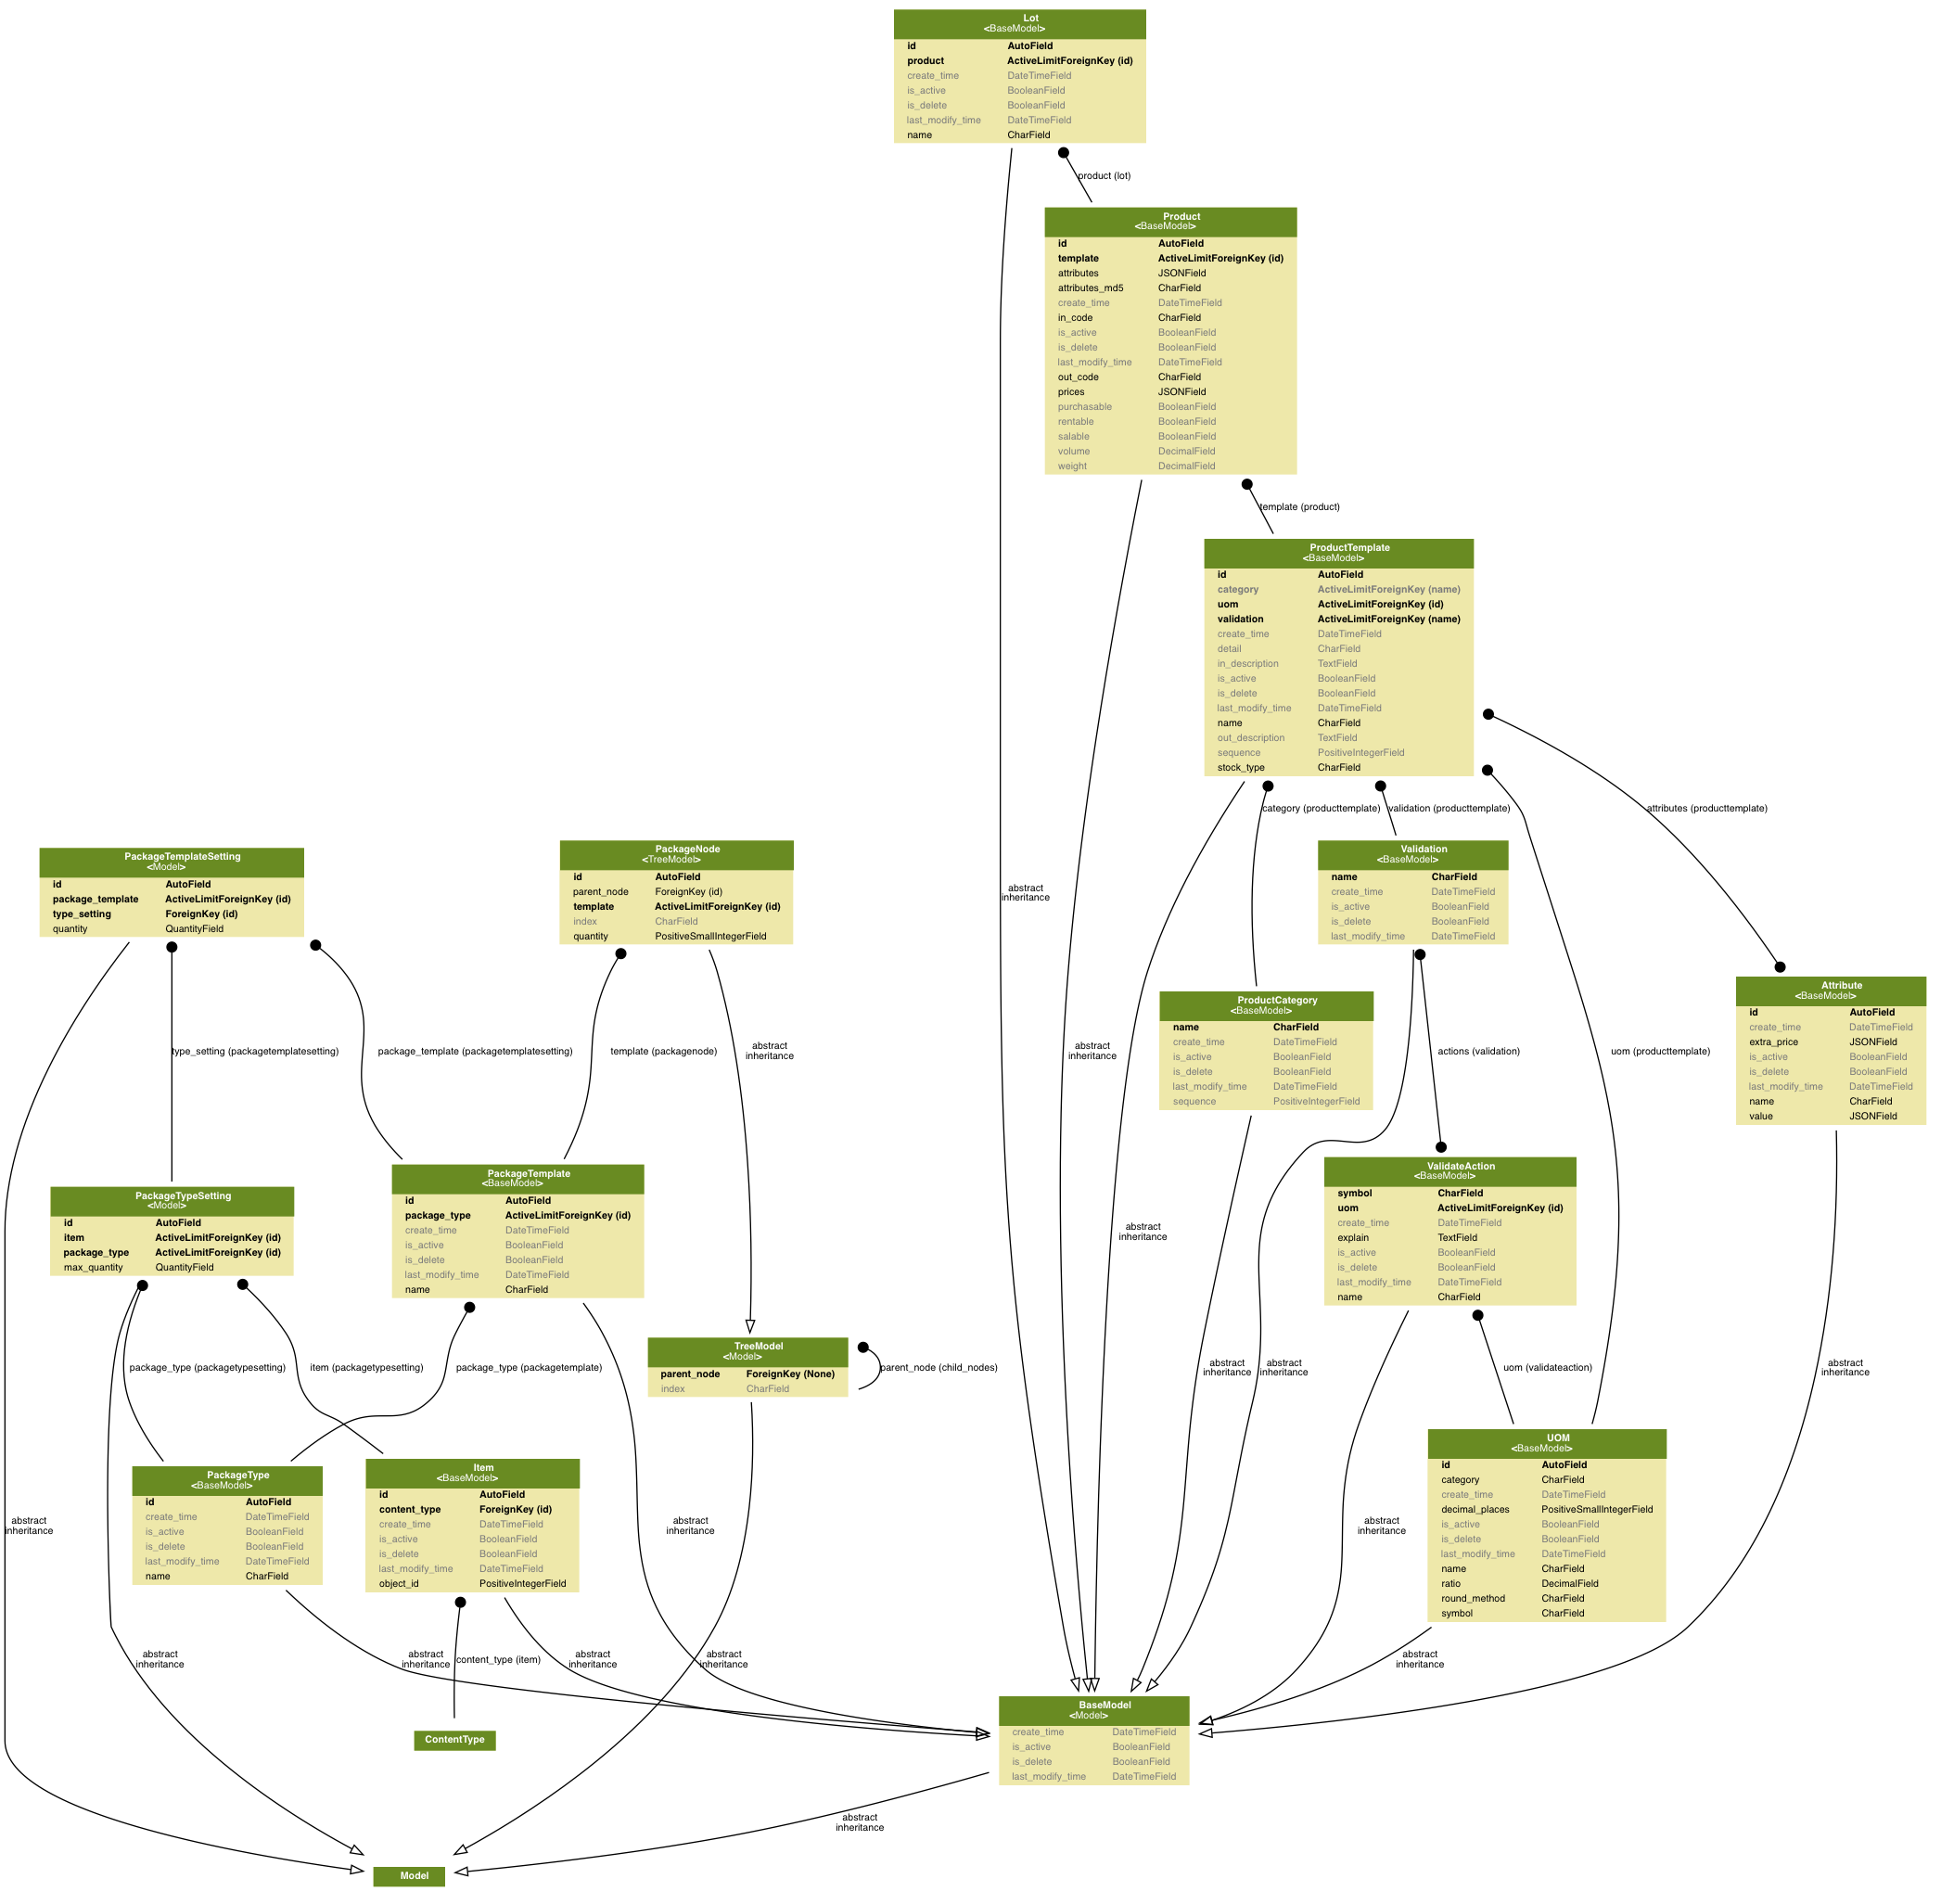 Lot
<BaseModel>
id AutoField
product ActiveLimitForeignKey (id)
create_time DateTimeField
is_active BooleanField
is_delete BooleanField
last_modify_time DateTimeField
name CharField
product (lot)
Product
<BaseModel>
id AutoField
template ActiveLimitForeignKey (id)
attributes JSONField
attributes_md5 CharField
create_time DateTimeField
in_code CharField
is_active BooleanField
is_delete BooleanField
last_modify_time DateTimeField
out_code CharField
prices JSONField
purchasable BooleanField
rentable BooleanField
salable BooleanField
volume DecimalField
weight DecimalField
template (product)
ProductTemplate
<BaseModel>
id AutoField
category ActiveLimitForeignKey (name)
uom ActiveLimitForeignKey (id)
validation ActiveLimitForeignKey (name)
create_time DateTimeField
detail CharField
in_description TextField
is_active BooleanField
is_delete BooleanField
last_modify_time DateTimeField
name CharField
out_description TextField
sequence PositiveIntegerField
stock_type CharField
category (producttemplate)
validation (producttemplate)
attributes (producttemplate)
PackageTemplateSetting
<Model>
id AutoField
package_template ActiveLimitForeignKey (id)
type_setting ForeignKey (id)
quantity QuantityField
PackageNode
<TreeModel>
id AutoField
parent_node ForeignKey (id)
template ActiveLimitForeignKey (id)
index CharField
quantity PositiveSmallIntegerField
abstract
inheritance
Validation
<BaseModel>
name CharField
create_time DateTimeField
is_active BooleanField
is_delete BooleanField
last_modify_time DateTimeField
ProductCategory
<BaseModel>
name CharField
create_time DateTimeField
is_active BooleanField
is_delete BooleanField
last_modify_time DateTimeField
sequence PositiveIntegerField
Attribute
<BaseModel>
id AutoField
create_time DateTimeField
extra_price JSONField
is_active BooleanField
is_delete BooleanField
last_modify_time DateTimeField
name CharField
value JSONField
type_setting (packagetemplatesetting)
package_template (packagetemplatesetting)
template (packagenode)
abstract
inheritance
abstract
inheritance
actions (validation)
uom (producttemplate)
PackageTypeSetting
<Model>
id AutoField
item ActiveLimitForeignKey (id)
package_type ActiveLimitForeignKey (id)
max_quantity QuantityField
PackageTemplate
<BaseModel>
id AutoField
package_type ActiveLimitForeignKey (id)
create_time DateTimeField
is_active BooleanField
is_delete BooleanField
last_modify_time DateTimeField
name CharField
abstract
inheritance
ValidateAction
<BaseModel>
symbol CharField
uom ActiveLimitForeignKey (id)
create_time DateTimeField
explain TextField
is_active BooleanField
is_delete BooleanField
last_modify_time DateTimeField
name CharField
package_type (packagetypesetting)
item (packagetypesetting)
package_type (packagetemplate)
TreeModel
<Model>
parent_node ForeignKey (None)
index CharField
parent_node (child_nodes)
abstract
inheritance
abstract
inheritance
uom (validateaction)
abstract
inheritance
PackageType
<BaseModel>
id AutoField
create_time DateTimeField
is_active BooleanField
is_delete BooleanField
last_modify_time DateTimeField
name CharField
Item
<BaseModel>
id AutoField
content_type ForeignKey (id)
create_time DateTimeField
is_active BooleanField
is_delete BooleanField
last_modify_time DateTimeField
object_id PositiveIntegerField
UOM
<BaseModel>
id AutoField
category CharField
create_time DateTimeField
decimal_places PositiveSmallIntegerField
is_active BooleanField
is_delete BooleanField
last_modify_time DateTimeField
name CharField
ratio DecimalField
round_method CharField
symbol CharField
abstract
inheritance
abstract
inheritance
abstract
inheritance
abstract
inheritance
abstract
inheritance
content_type (item)
abstract
inheritance
abstract
inheritance
abstract
inheritance
ContentType
BaseModel
<Model>
create_time DateTimeField
is_active BooleanField
is_delete BooleanField
last_modify_time DateTimeField
abstract
inheritance
Model